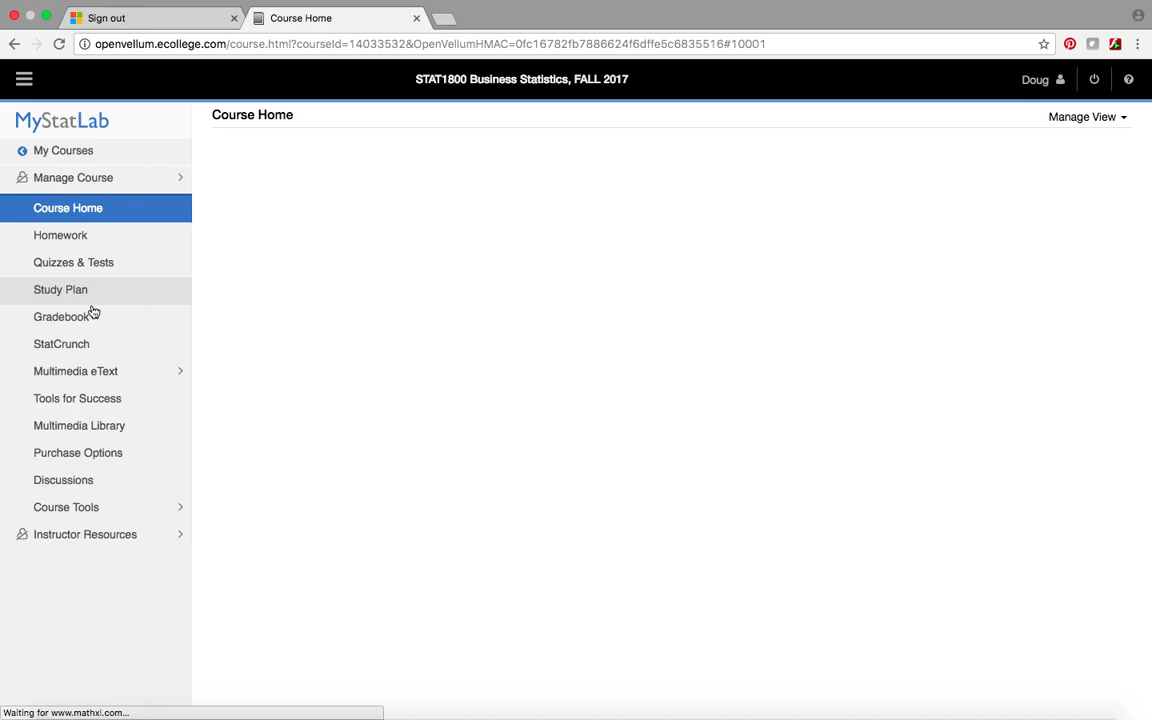 Sign out
Course Home
openvellum.ecollege.com/course.html?courseId=14033532&OpenVellumHMAC=0fc16782fb7886624f6dffe5c6835516#10001
STAT1800 Business Statistics, FALL 2017
Doug
MyStatLab
Course Home
Manage View
My Courses
Manage Course
Course Home
Homework
Quizzes & Tests
Study Plan
Gradebook
StatCrunch
Multimedia eText
Tools for Success
Multimedia Library
Purchase Options
Discussions
Course Tools
Instructor Resources
Waiting for www.mathxl.com...